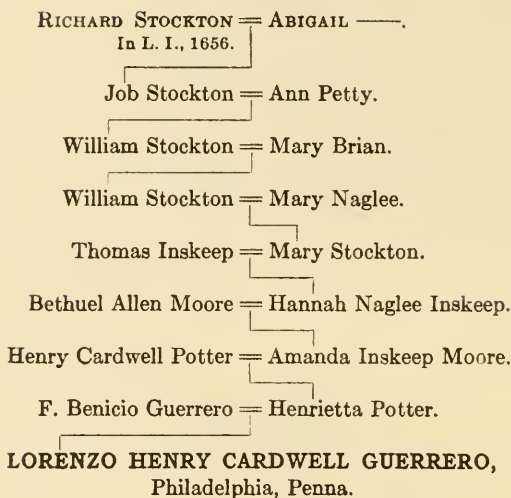 RICHARD STOCKTON = ABIGAIL ——.
In L. I., 1656.
Job Stockton = Ann Petty.
William Stockton = Mary Brian.
William Stockton = Mary Naglee.
Thomas Inskeep = Mary Stockton.
Bethuel Allen Moore = Hannah Naglee Inskeep.
Henry Cardwell Potter = Amanda Inskeep Moore.
F. Benicio Guerrero = Henrietta Potter.
LORENZO HENRY CARDWELL GUERRERO,
Philadelphia, Penna.